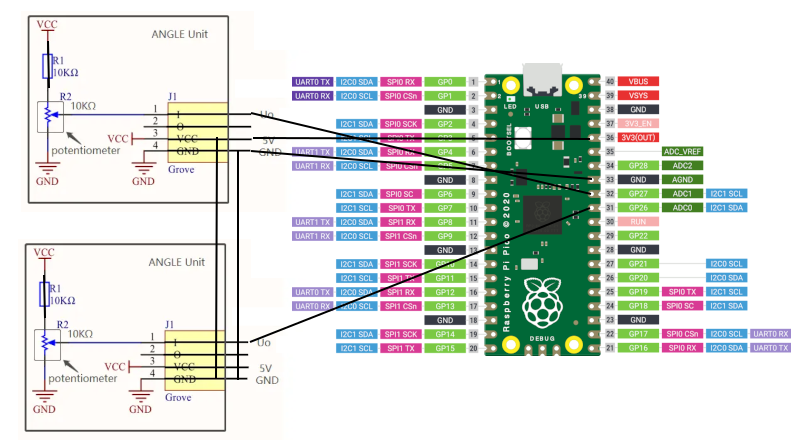 VCC
ANGLE Unit
R1
10KΩ
R2
10KΩ
J1
1
I
Uo
2
O
VCC
3
VCC
5V
4
GND
GND
potentiometer
GND
Grove
GND
VCC
ANGLE Unit
R1
10KΩ
R2
10KΩ
J1
1
I
Uo
2
O
VCC
3
VCC
5V
4
GND
GND
potentiometer
GND
Grove
GND
UART0 TX I2C0 SDA SPI0 RX GP0 1
UART0 RX I2C0 SCL SPI0 CSn GP1 2
GND 3
I2C1 SDA SPI0 SCK GP2 4
I2C1 SCL SPI0 TX GP3 5
UART1 TX I2C0 SDA SPI0 RX GP4 6
UART1 RX I2C0 SCL SPI0 CSn GP5 7
GND 8
I2C1 SDA SPI0 SC GP6 9
I2C1 SCL SPI0 TX GP7 10
UART1 TX I2C0 SDA SPI1 RX GP8 11
UART1 RX I2C0 SCL SPI1 CSn GP9 12
GND 13
I2C1 SDA SPI1 SCK GP10 14
I2C1 SCL SPI1 TX GP11 15
UART0 TX I2C0 SDA SPI1 RX GP12 16
UART0 RX I2C0 SCL SPI1 CSn GP13 17
GND 18
I2C1 SDA SPI1 SCK GP14 19
I2C1 SCL SPI1 TX GP15 20
1
2
39
LED
USB
BOOTSEL
Raspberry Pi Pico © 2020
DEBUG
40 VBUS
39 VSYS
38 GND
37 3V3_EN
36 3V3(OUT)
35 ADC_VREF
34 GP28 ADC2
33 GND AGND
32 GP27 ADC1 I2C1 SCL
31 GP26 ADC0 I2C1 SDA
30 RUN
29 GP22
28 GND
27 GP21 I2C0 SCL
26 GP20 I2C0 SDA
25 GP19 SPI0 TX I2C1 SCL
24 GP18 SPI0 SC I2C1 SDA
23 GND
22 GP17 SPI0 CSn I2C0 SCL UART0 RX
21 GP16 SPI0 RX I2C0 SDA UART0 TX